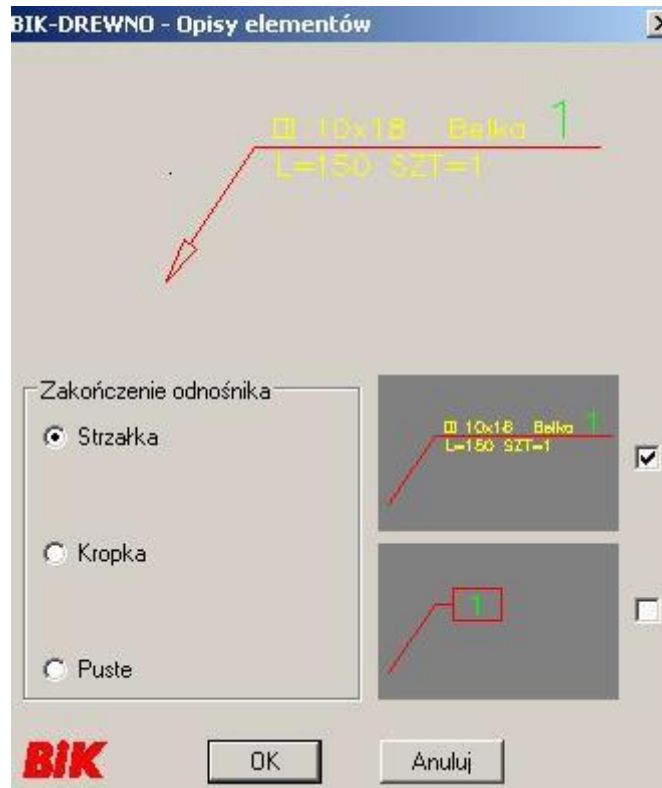 BIK-DREWNO - Opisy elementów
10x18 Belka 1
L=150 SZT=1
Zakończenie odnośnika
Strzałka
Kropka
Puste
10x18 Belka 1
L=150 SZT=1
1
BIK
OK
Anuluj